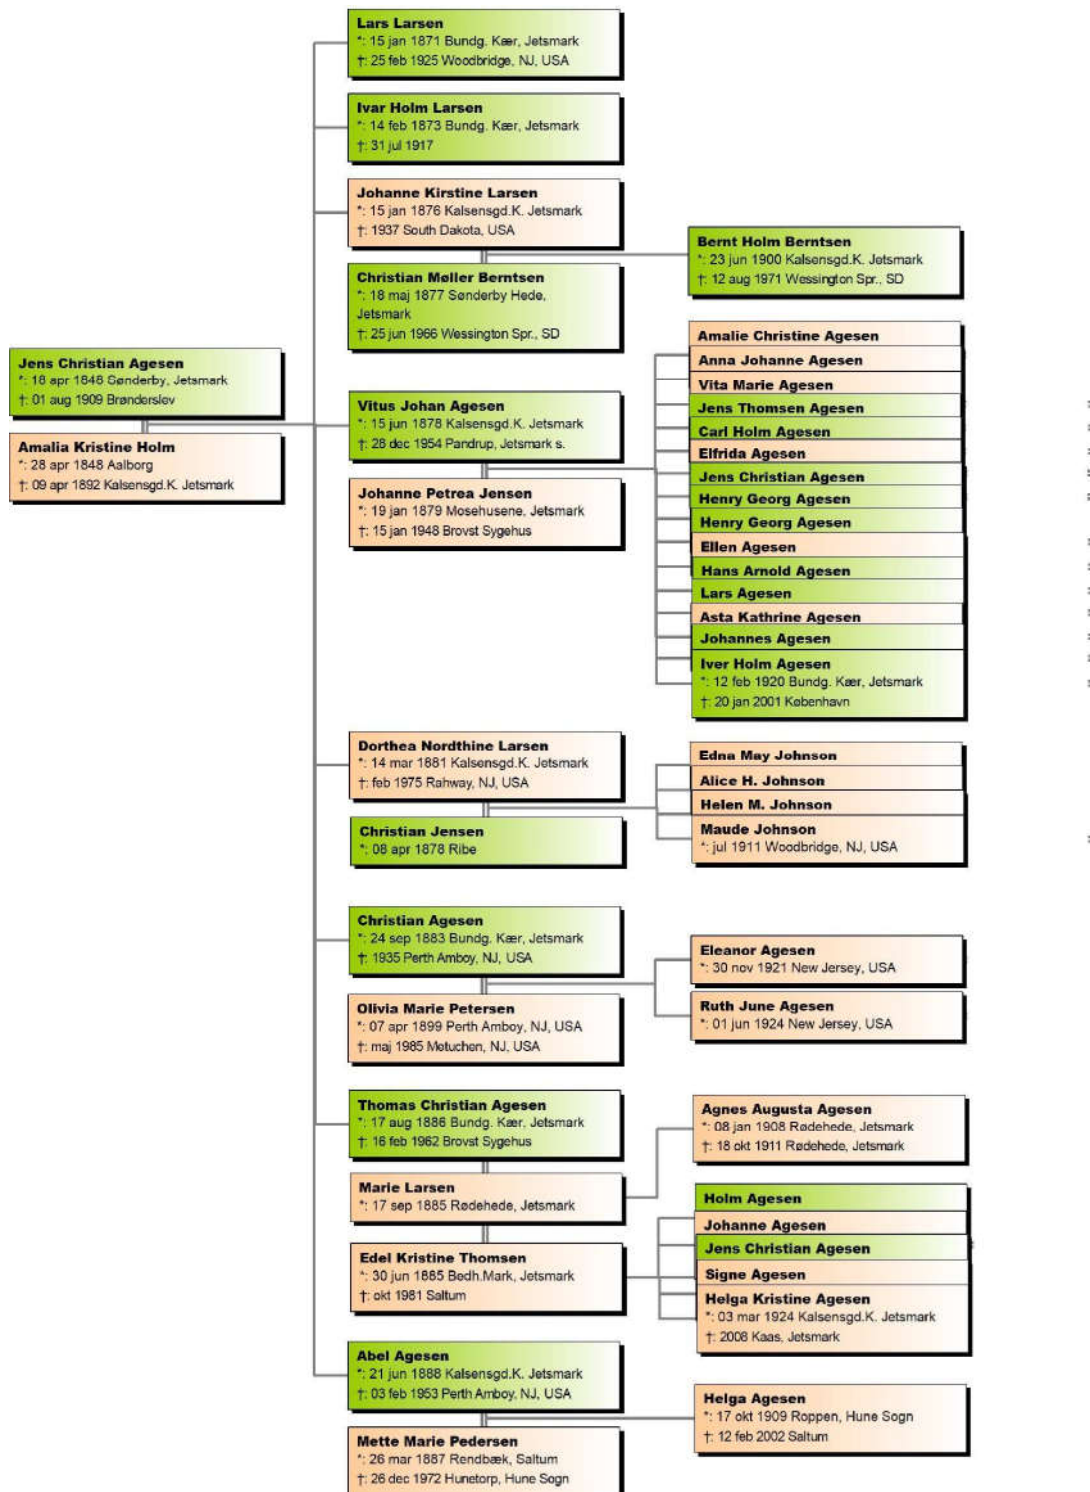 Jens Christian Agesen
*: 18 apr 1848 Sønderby, Jetsmark
†: 01 aug 1909 Brønderslev
Amalia Kristine Holm
*: 28 apr 1848 Aalborg
†: 09 apr 1892 Kalsensgd.K. Jetsmark
Lars Larsen
*: 15 jan 1871 Bundg. Kær, Jetsmark
†: 25 feb 1925 Woodbridge, NJ, USA
Ivar Holm Larsen
*: 14 feb 1873 Bundg. Kær, Jetsmark
†: 31 jul 1917
Johanne Kirstine Larsen
*: 15 jan 1876 Kalsensgd.K. Jetsmark
†: 1937 South Dakota, USA
Christian Møller Berntsen
*: 18 maj 1877 Sønderby Hede,
Jetsmark
†: 25 jun 1966 Wessington Spr., SD
Bernt Holm Berntsen
*: 23 jun 1900 Kalsensgd.K. Jetsmark
†: 12 aug 1971 Wessington Spr., SD
Vitus Johan Agesen
*: 15 jun 1878 Kalsensgd.K. Jetsmark
†: 28 dec 1954 Pandrup, Jetsmark s.
Johanne Petrea Jensen
*: 19 jan 1879 Mosehusene, Jetsmark
†: 15 jan 1948 Brovst Sygehus
Amalie Christine Agesen
Anna Johanne Agesen
Vita Marie Agesen
Jens Thomsen Agesen
Carl Holm Agesen
Elfrida Agesen
Jens Christian Agesen
Henry Georg Agesen
Henry Georg Agesen
Ellen Agesen
Hans Arnold Agesen
Lars Agesen
Asta Kathrine Agesen
Johannes Agesen
Iver Holm Agesen
*: 12 feb 1920 Bundg. Kær, Jetsmark
†: 20 jan 2001 København
Dorthea Nordthine Larsen
*: 14 mar 1881 Kalsensgd.K. Jetsmark
†: feb 1975 Rahway, NJ, USA
Christian Jensen
*: 08 apr 1878 Ribe
Edna May Johnson
Alice H. Johnson
Helen M. Johnson
Maude Johnson
*: jul 1911 Woodbridge, NJ, USA
Christian Agesen
*: 24 sep 1883 Bundg. Kær, Jetsmark
†: 1935 Perth Amboy, NJ, USA
Olivia Marie Petersen
*: 07 apr 1899 Perth Amboy, NJ, USA
†: maj 1985 Metuchen, NJ, USA
Eleanor Agesen
*: 30 nov 1921 New Jersey, USA
Ruth June Agesen
*: 01 jun 1924 New Jersey, USA
Thomas Christian Agesen
*: 17 aug 1886 Bundg. Kær, Jetsmark
†: 16 feb 1962 Brovst Sygehus
Marie Larsen
*: 17 sep 1885 Rødehede, Jetsmark
Edel Kristine Thomsen
*: 30 jun 1885 Bedh.Mark, Jetsmark
†: okt 1981 Saltum
Agnes Augusta Agesen
*: 08 jan 1908 Rødehede, Jetsmark
†: 18 okt 1911 Rødehede, Jetsmark
Holm Agesen
Johanne Agesen
Jens Christian Agesen
Signe Agesen
Helga Kristine Agesen
*: 03 mar 1924 Kalsensgd.K. Jetsmark
†: 2008 Kaas, Jetsmark
Abel Agesen
*: 21 jun 1888 Kalsensgd.K. Jetsmark
†: 03 feb 1953 Perth Amboy, NJ, USA
Mette Marie Pedersen
*: 26 mar 1887 Rendbæk, Saltum
†: 26 dec 1972 Hunetorp, Hune Sogn
Helga Agesen
*: 17 okt 1909 Roppen, Hune Sogn
†: 12 feb 2002 Saltum